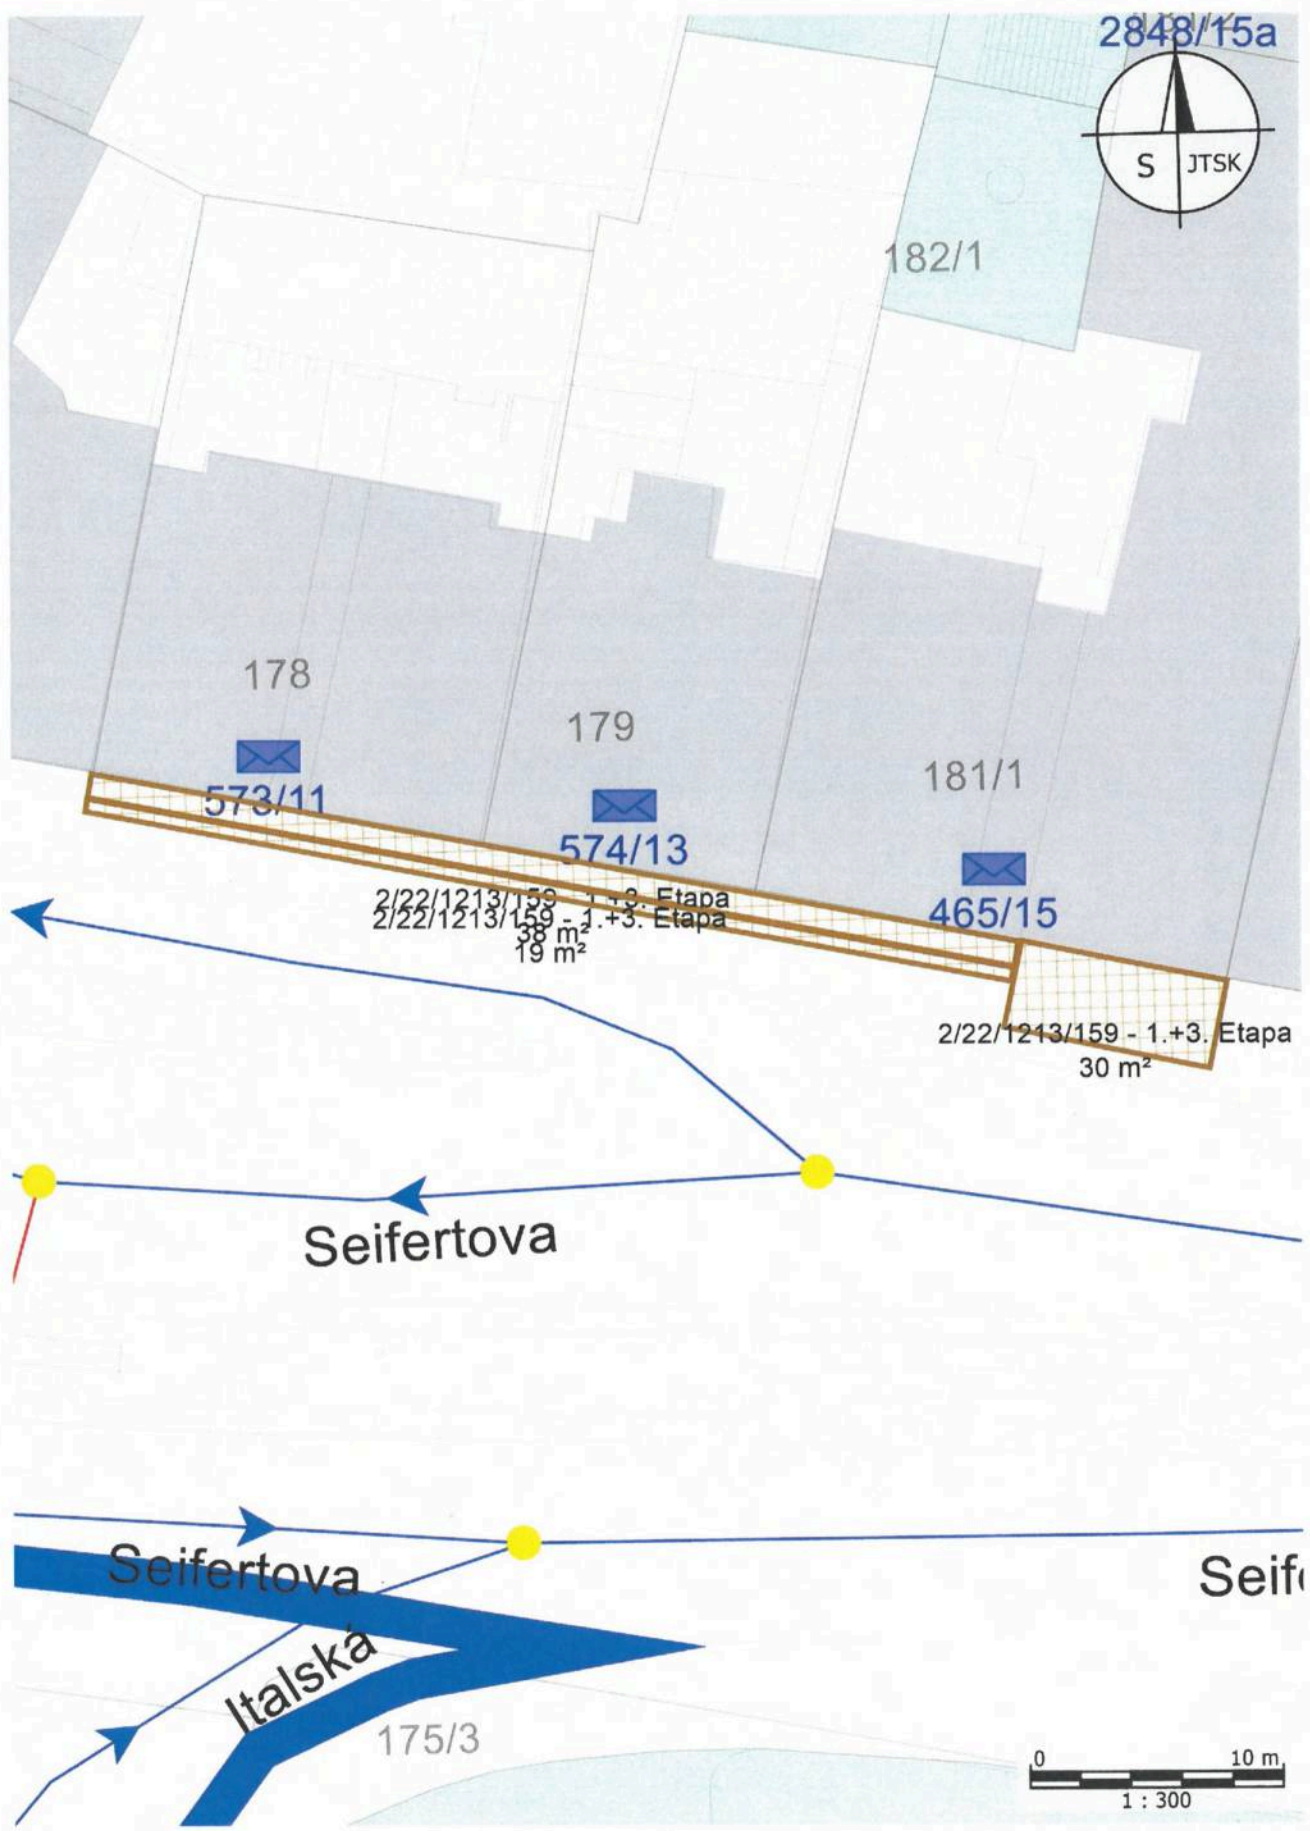 2848/15a
S JTSK
182/1
178
179
181/1
573/11
574/13
465/15
2/22/1213/159 - 1.+3. Etapa
2/22/1213/159 - 1.+3. Etapa
38 m²
19 m²
2/22/1213/159 - 1.+3. Etapa
30 m²
Seifertova
Seifertova
Seif
Italská
175/3
0 10 m
1 : 300